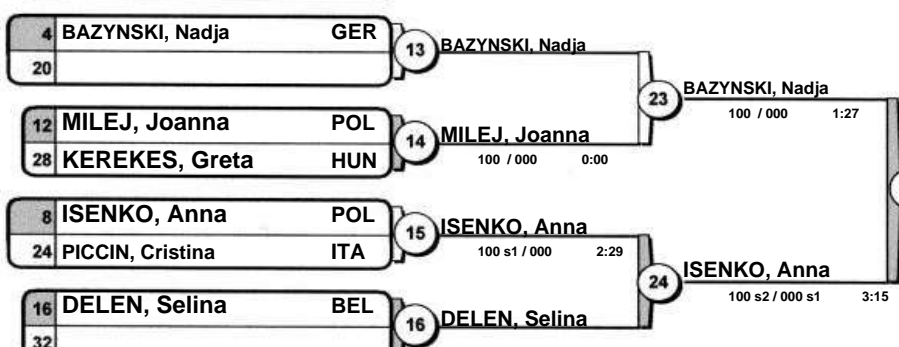 4 BAZYNSKI, Nadja GER
20
13 BAZYNSKI, Nadja
12 MILEJ, Joanna POL
28 KEREKES, Greta HUN
14 MILEJ, Joanna
100 / 000 0:00
23 BAZYNSKI, Nadja
100 / 000 1:27
8 ISENKO, Anna POL
24 PICCIN, Cristina ITA
15 ISENKO, Anna
100 s1 / 000 2:29
16 DELEN, Selina BEL
32
16 DELEN, Selina
24 ISENKO, Anna
100 s2 / 000 s1 3:15